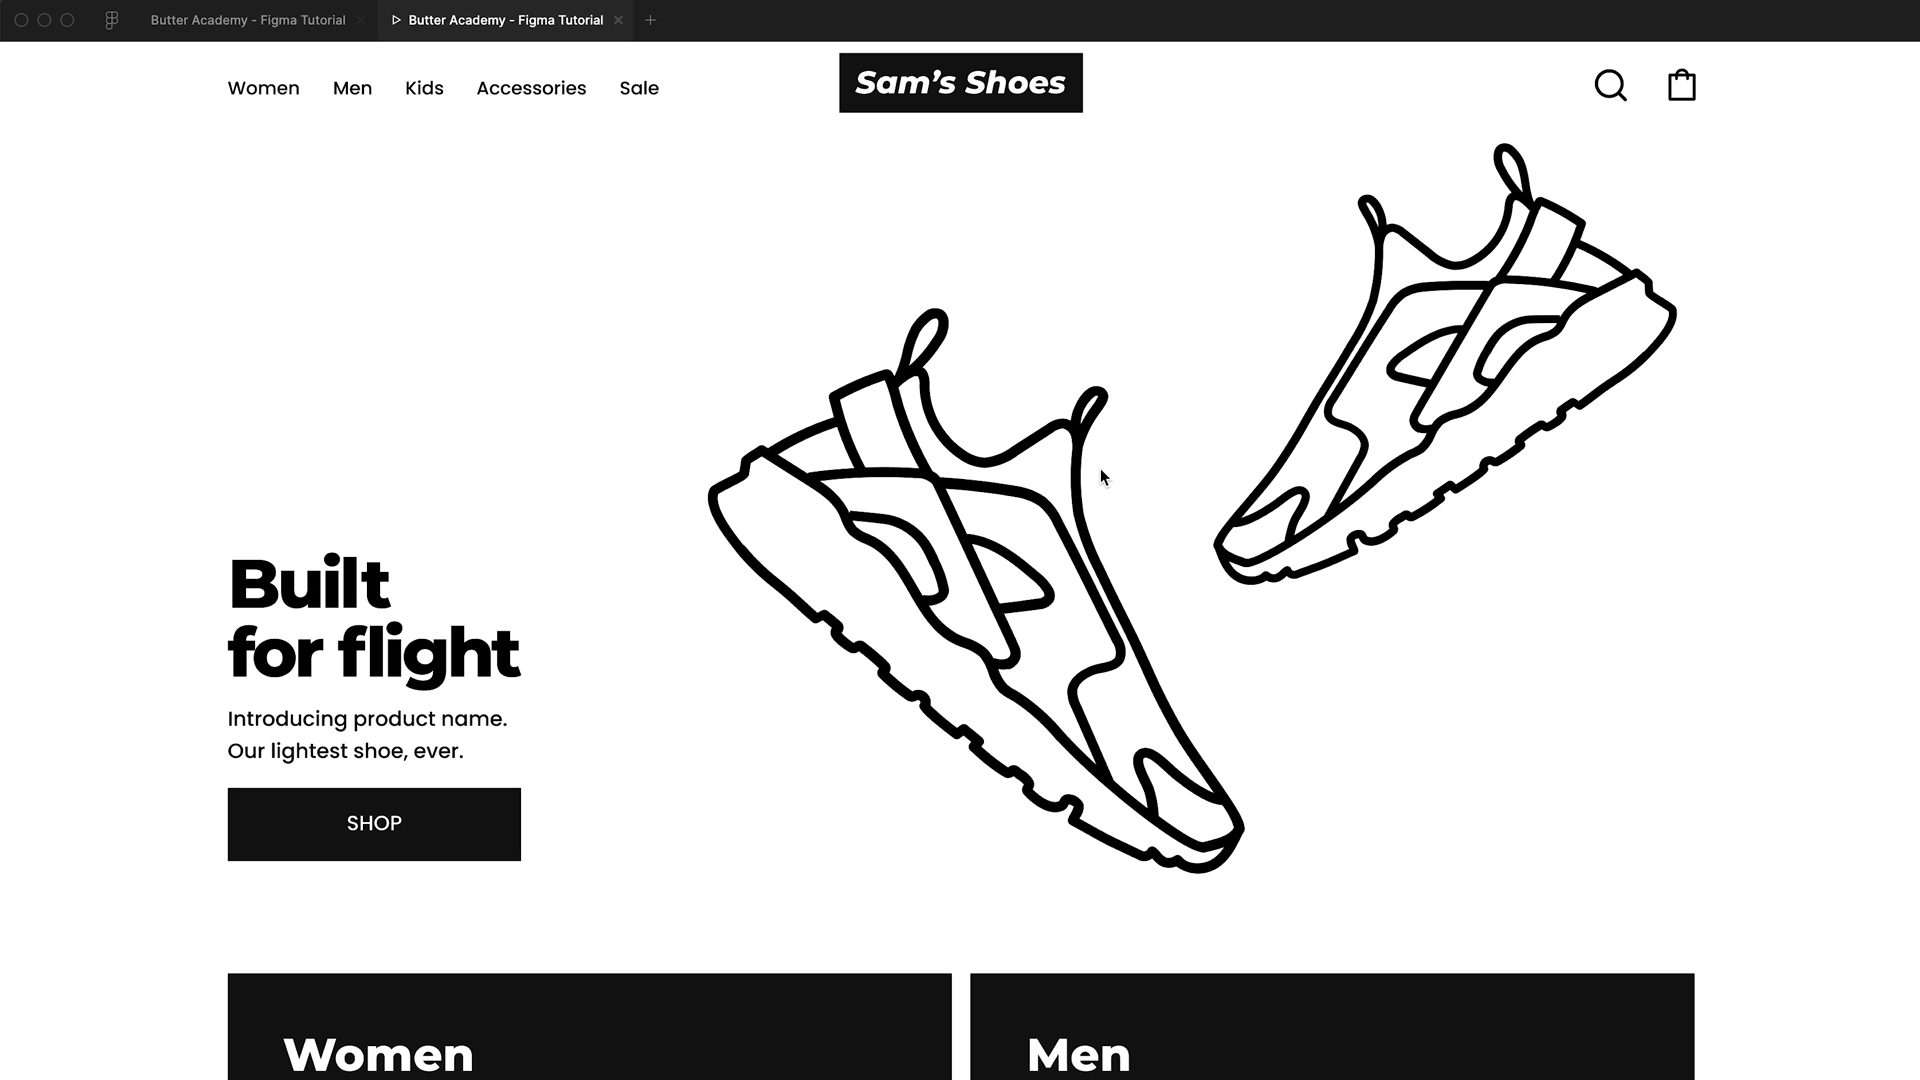 Butter Academy - Figma Tutorial
Butter Academy - Figma Tutorial
Women Men Kids Accessories Sale
Sam’s Shoes
Built
for flight
Introducing product name.
Our lightest shoe, ever.
SHOP
Women
Men